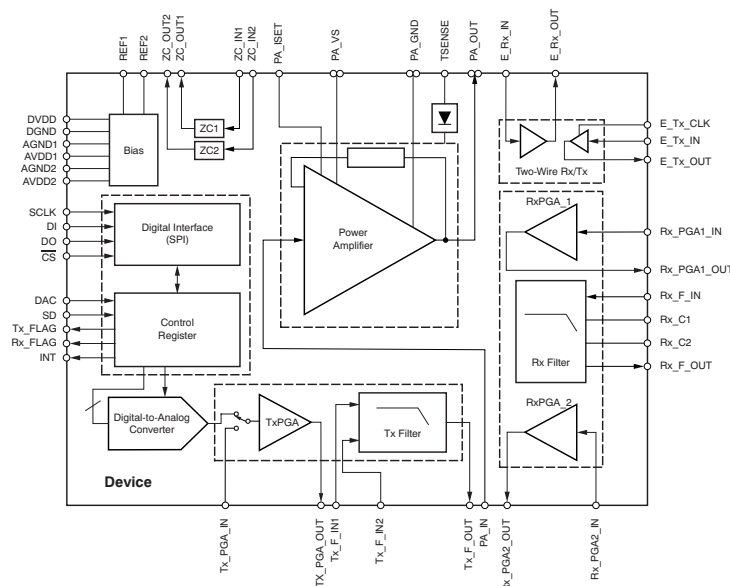 REF1
REF2
ZC_OUT2
ZC_OUT1
ZC_IN1
ZC_IN2
PA_ISET
PA_VS
PA_GND
TSENSE
PA_OUT
E_Rx_IN
E_Rx_OUT
DVDD
DGND
AGND1
AVDD1
AGND2
AVDD2
Bias
ZC1
ZC2
E_Tx_CLK
E_Tx_IN
E_Tx_OUT
Two-Wire Rx/Tx
SCLK
DI
DO
CS
Digital Interface
(SPI)
Power
Amplifier
RxPGA_1
Rx_PGA1_IN
Rx_PGA1_OUT
DAC
SD
Tx_FLAG
Rx_FLAG
INT
Control
Register
Rx_F_IN
Rx_C1
Rx_C2
Rx_F_OUT
Rx Filter
Digital-to-Analog
Converter
TxPGA
Tx Filter
RxPGA_2
Device
Tx_PGA_IN
TX_PGA_OUT
Tx_F_IN1
Tx_F_IN2
Tx_F_OUT
PA_IN
Rx_PGA2_OUT
Rx_PGA2_IN